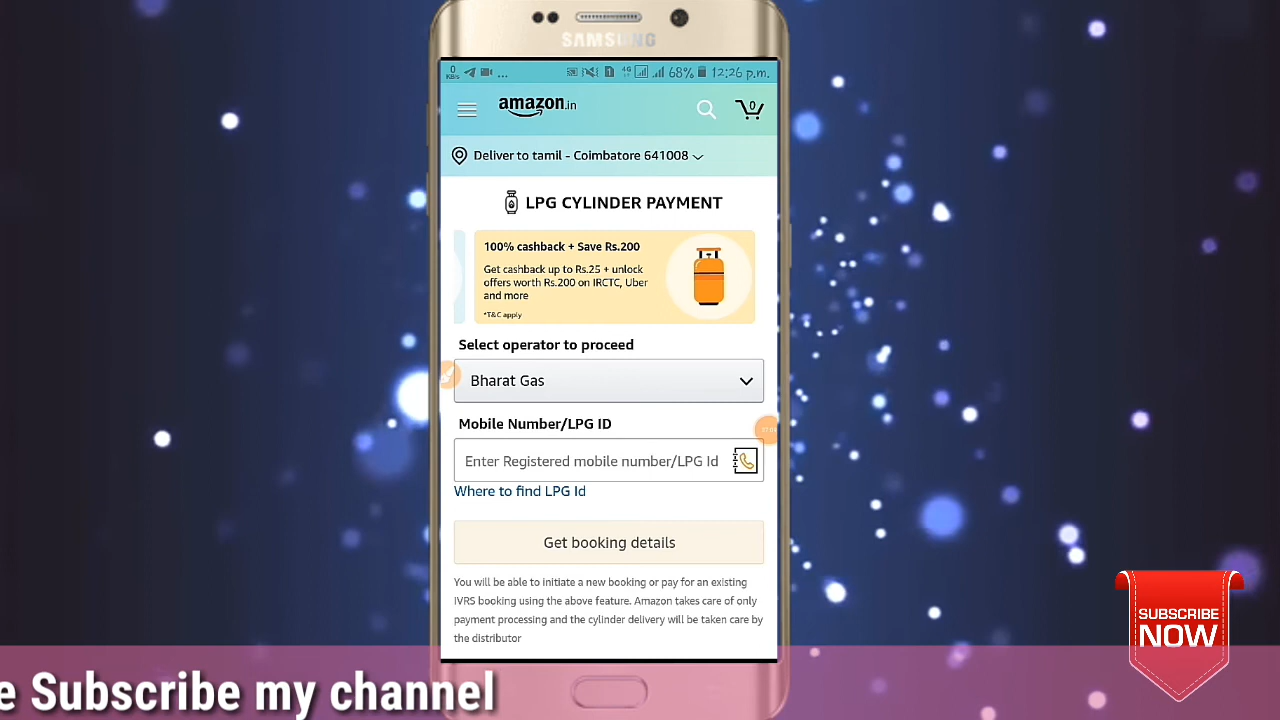 SAMSUNG
0
KB/s
...
4G
68%
12:26 p.m.
amazon.in
0
Deliver to tamil - Coimbatore 641008
LPG CYLINDER PAYMENT
100% cashback + Save Rs.200
Get cashback up to Rs.25 + unlock
offers worth Rs.200 on IRCTC, Uber
and more
*T&C apply
Select operator to proceed
Bharat Gas
Mobile Number/LPG ID
Enter Registered mobile number/LPG Id
Where to find LPG Id
Get booking details
You will be able to initiate a new booking or pay for an existing
IVRS booking using the above feature. Amazon takes care of only
payment processing and the cylinder delivery will be taken care by
the distributor
SUBSCRIBE
NOW
e Subscribe my channel